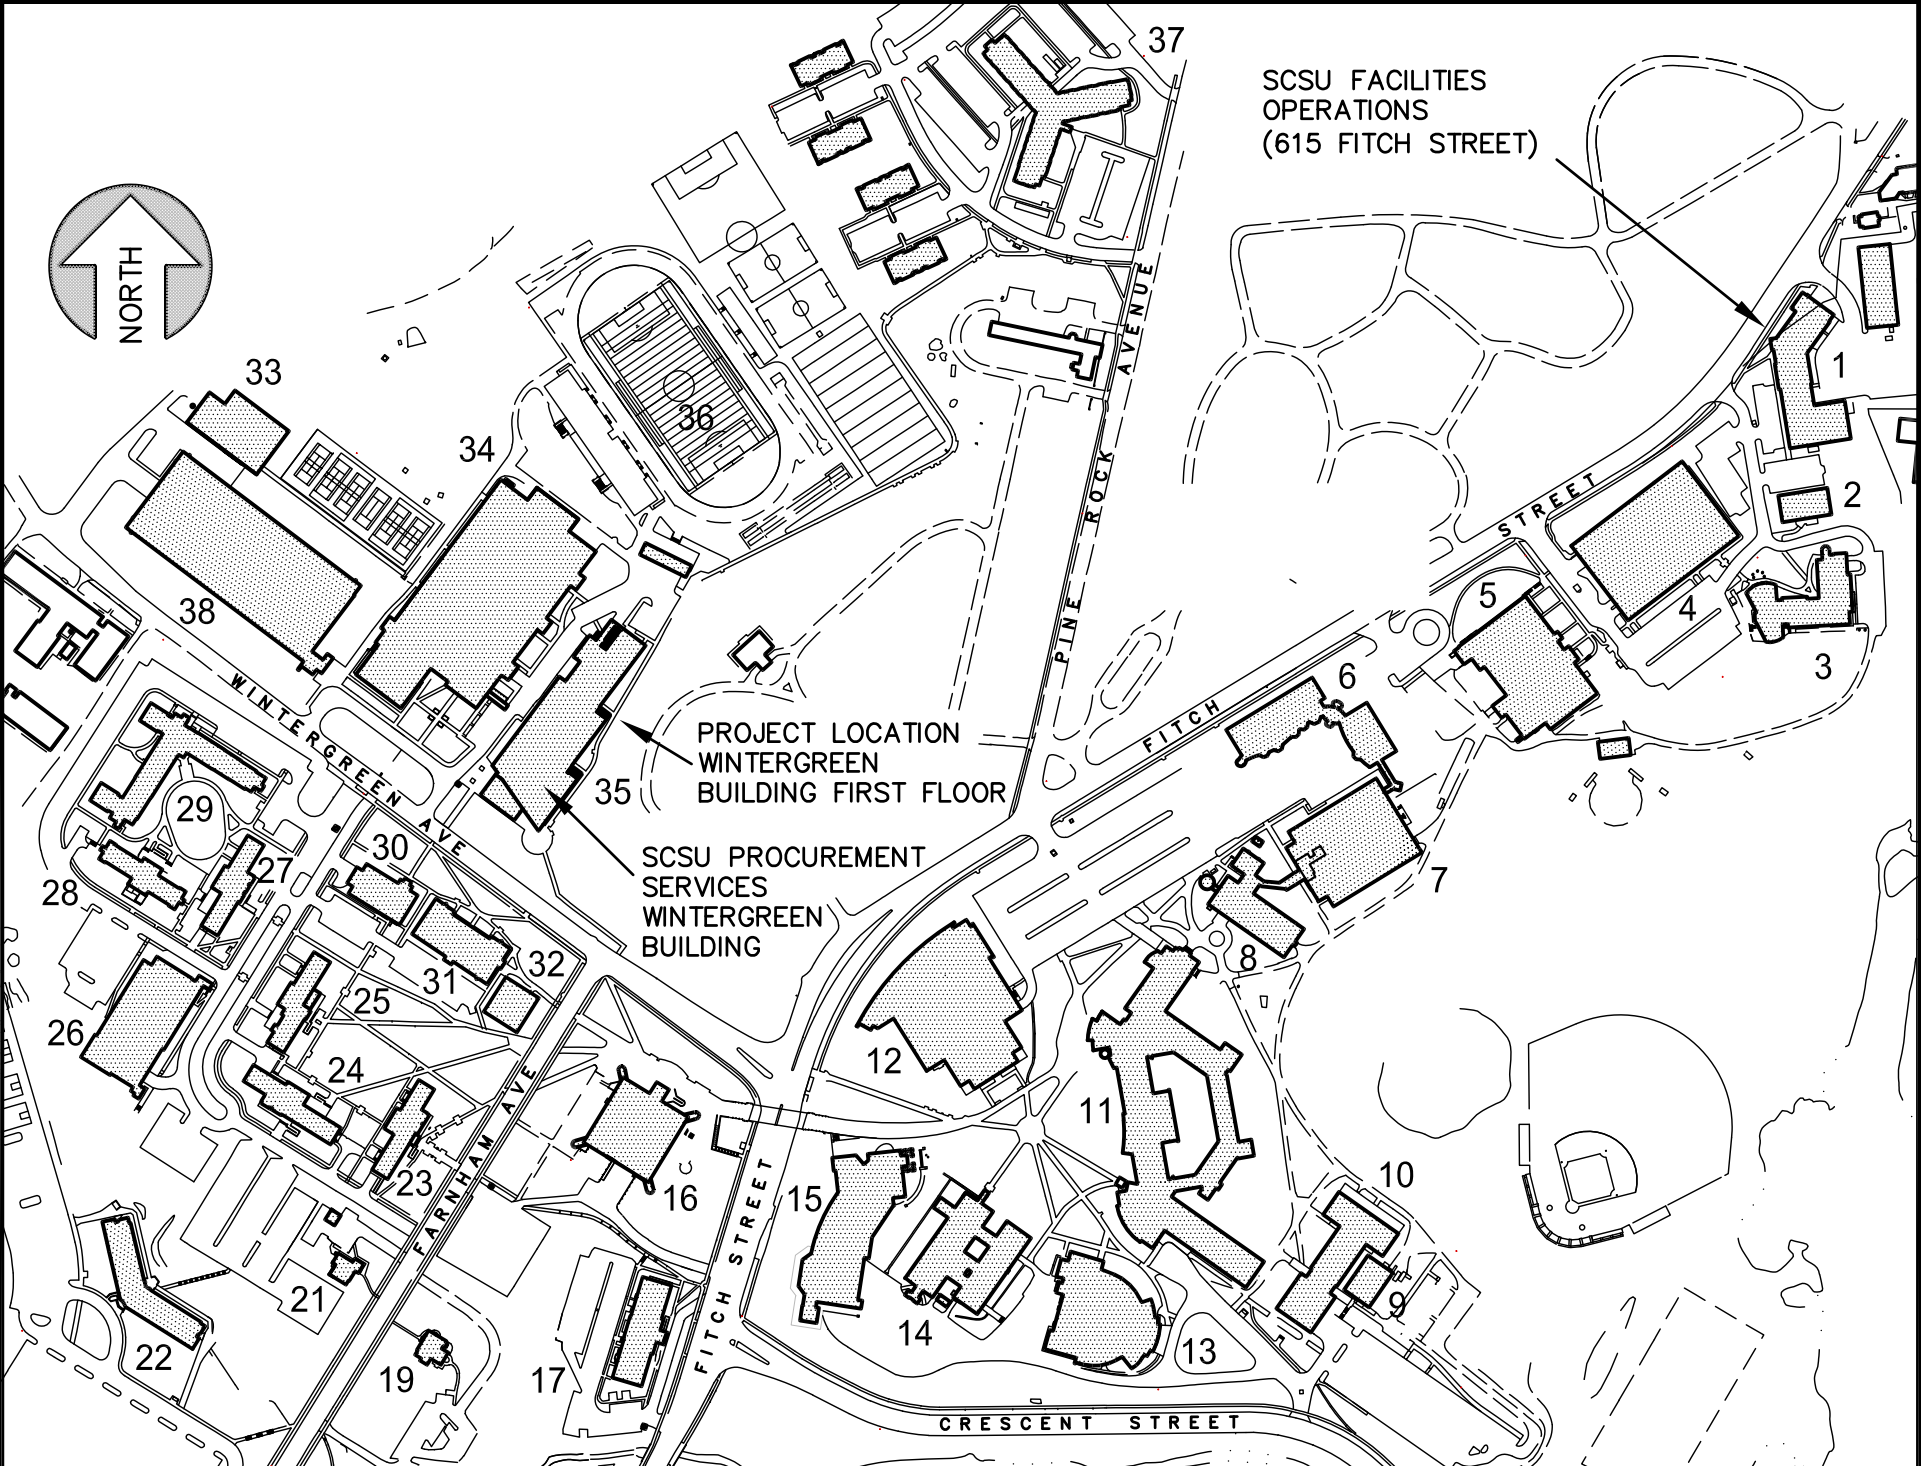 37
SCSU FACILITIES
OPERATIONS
(615 FITCH STREET)
NORTH
AVENUE
33
1
36
34
ROCK
2
STREET
38
5
4
PINE
3
6
WINTERGREEN AVE
FITCH
PROJECT LOCATION
WINTERGREEN
BUILDING FIRST FLOOR
35
29
30
SCSU PROCUREMENT
SERVICES
WINTERGREEN
BUILDING
27
28
7
8
31
32
25
26
12
24
11
FARNHAM AVE
23
16
FITCH STREET
15
10
21
9
14
22
19
17
13
CRESCENT STREET